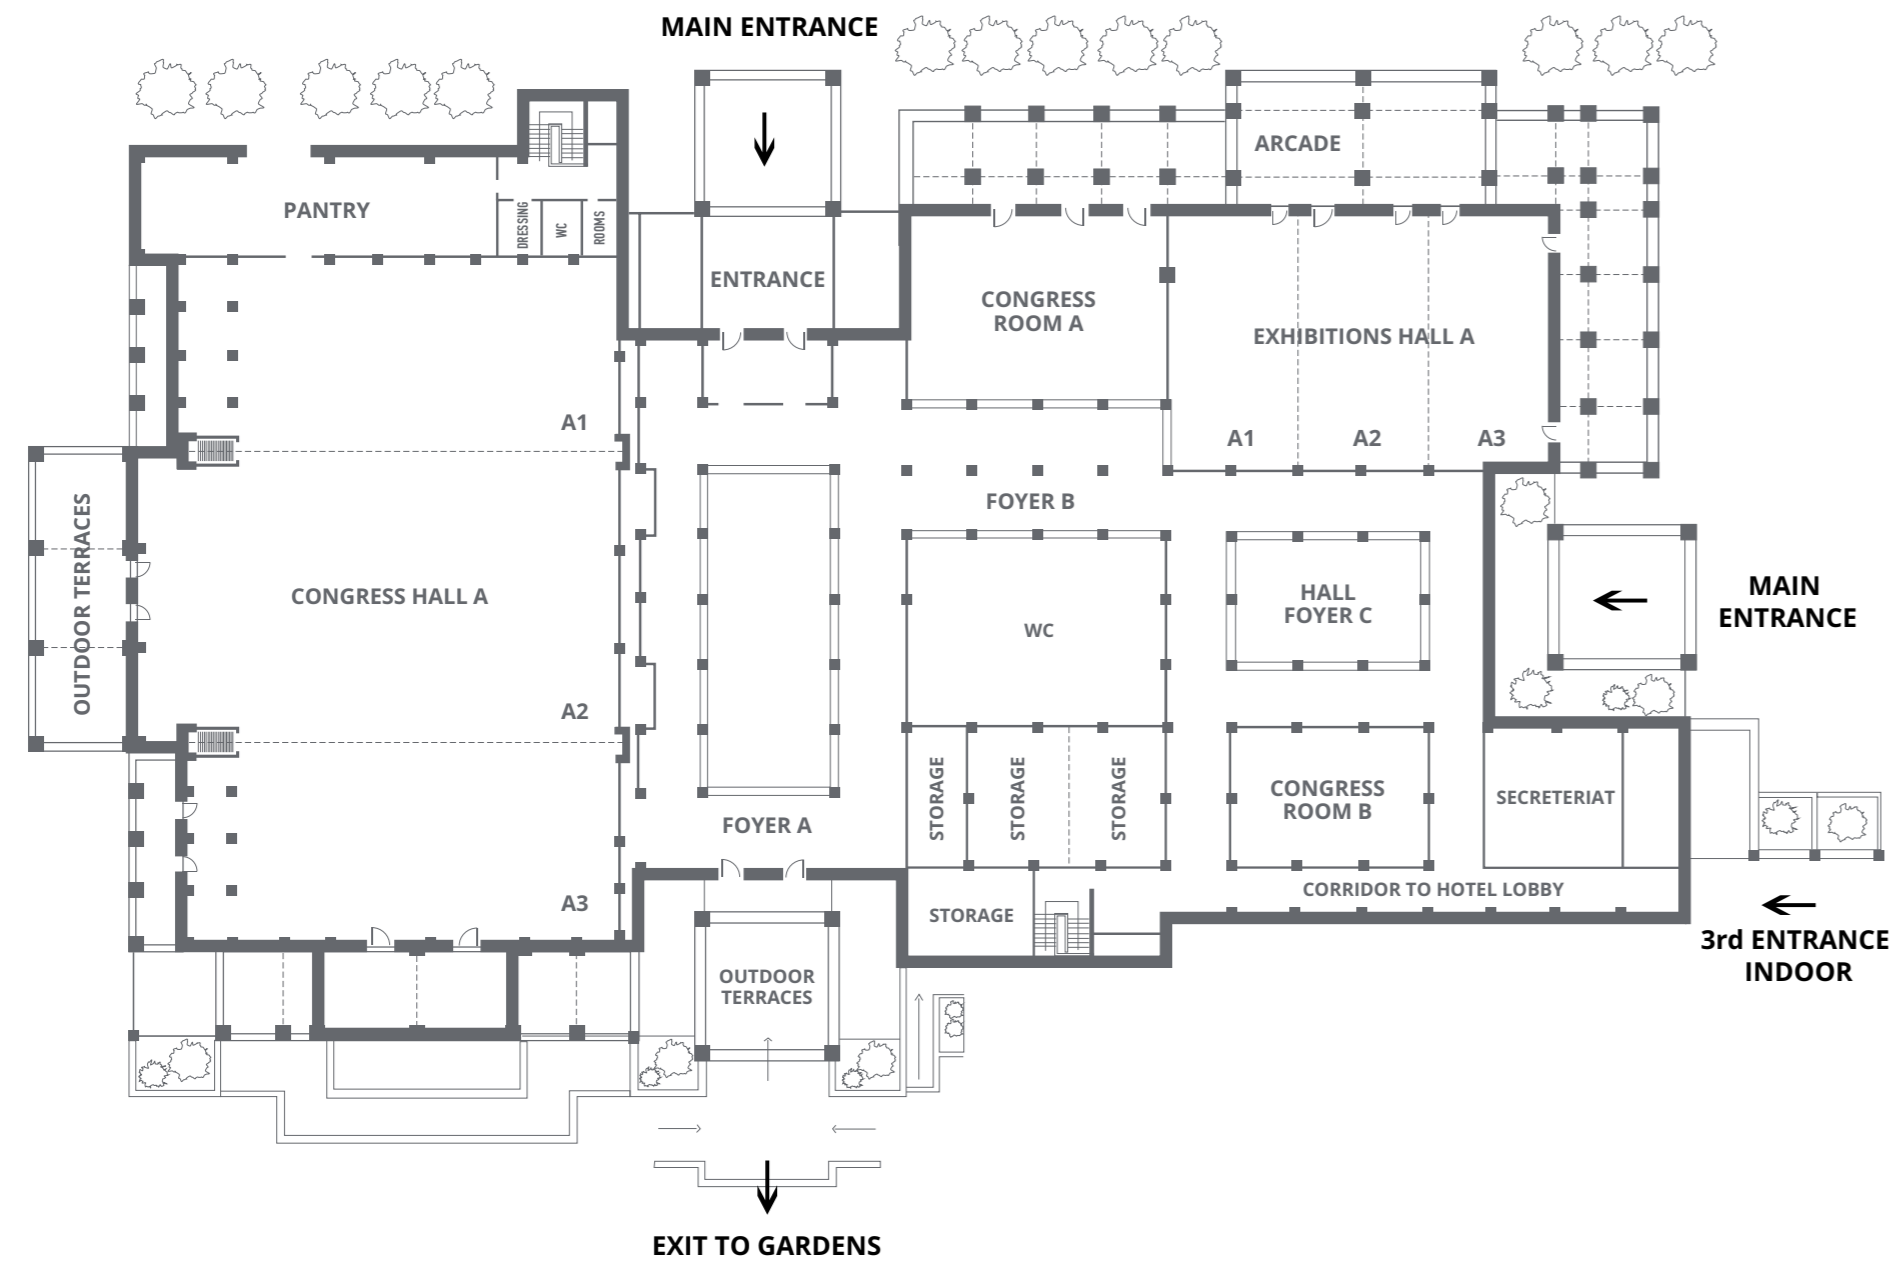 MAIN ENTRANCE
ARCADE
PANTRY
DRESSING
WC
ROOMS
ENTRANCE
CONGRESS
ROOM A
EXHIBITIONS HALL A
A1
A1
A2
A3
OUTDOOR TERRACES
FOYER B
CONGRESS HALL A
HALL
FOYER C
MAIN
ENTRANCE
WC
A2
STORAGE
STORAGE
STORAGE
CONGRESS
ROOM B
SECRETERIAT
FOYER A
A3
CORRIDOR TO HOTEL LOBBY
STORAGE
3rd ENTRANCE
INDOOR
OUTDOOR
TERRACES
EXIT TO GARDENS